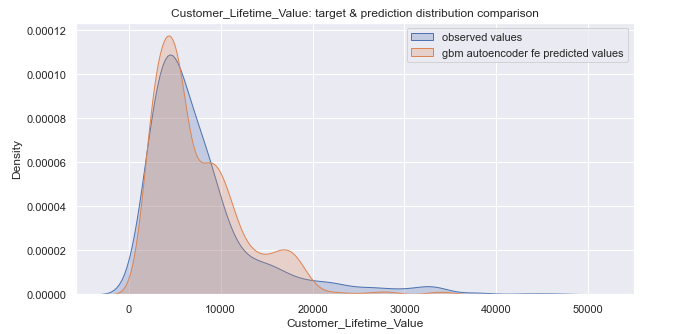 Customer_Lifetime_Value: target & prediction distribution comparison
observed values
gbm autoencoder fe predicted values
0.00012
0.00010
0.00008
0.00006
0.00004
0.00002
0.00000
Density
0 10000 20000 30000 40000 50000
Customer_Lifetime_Value